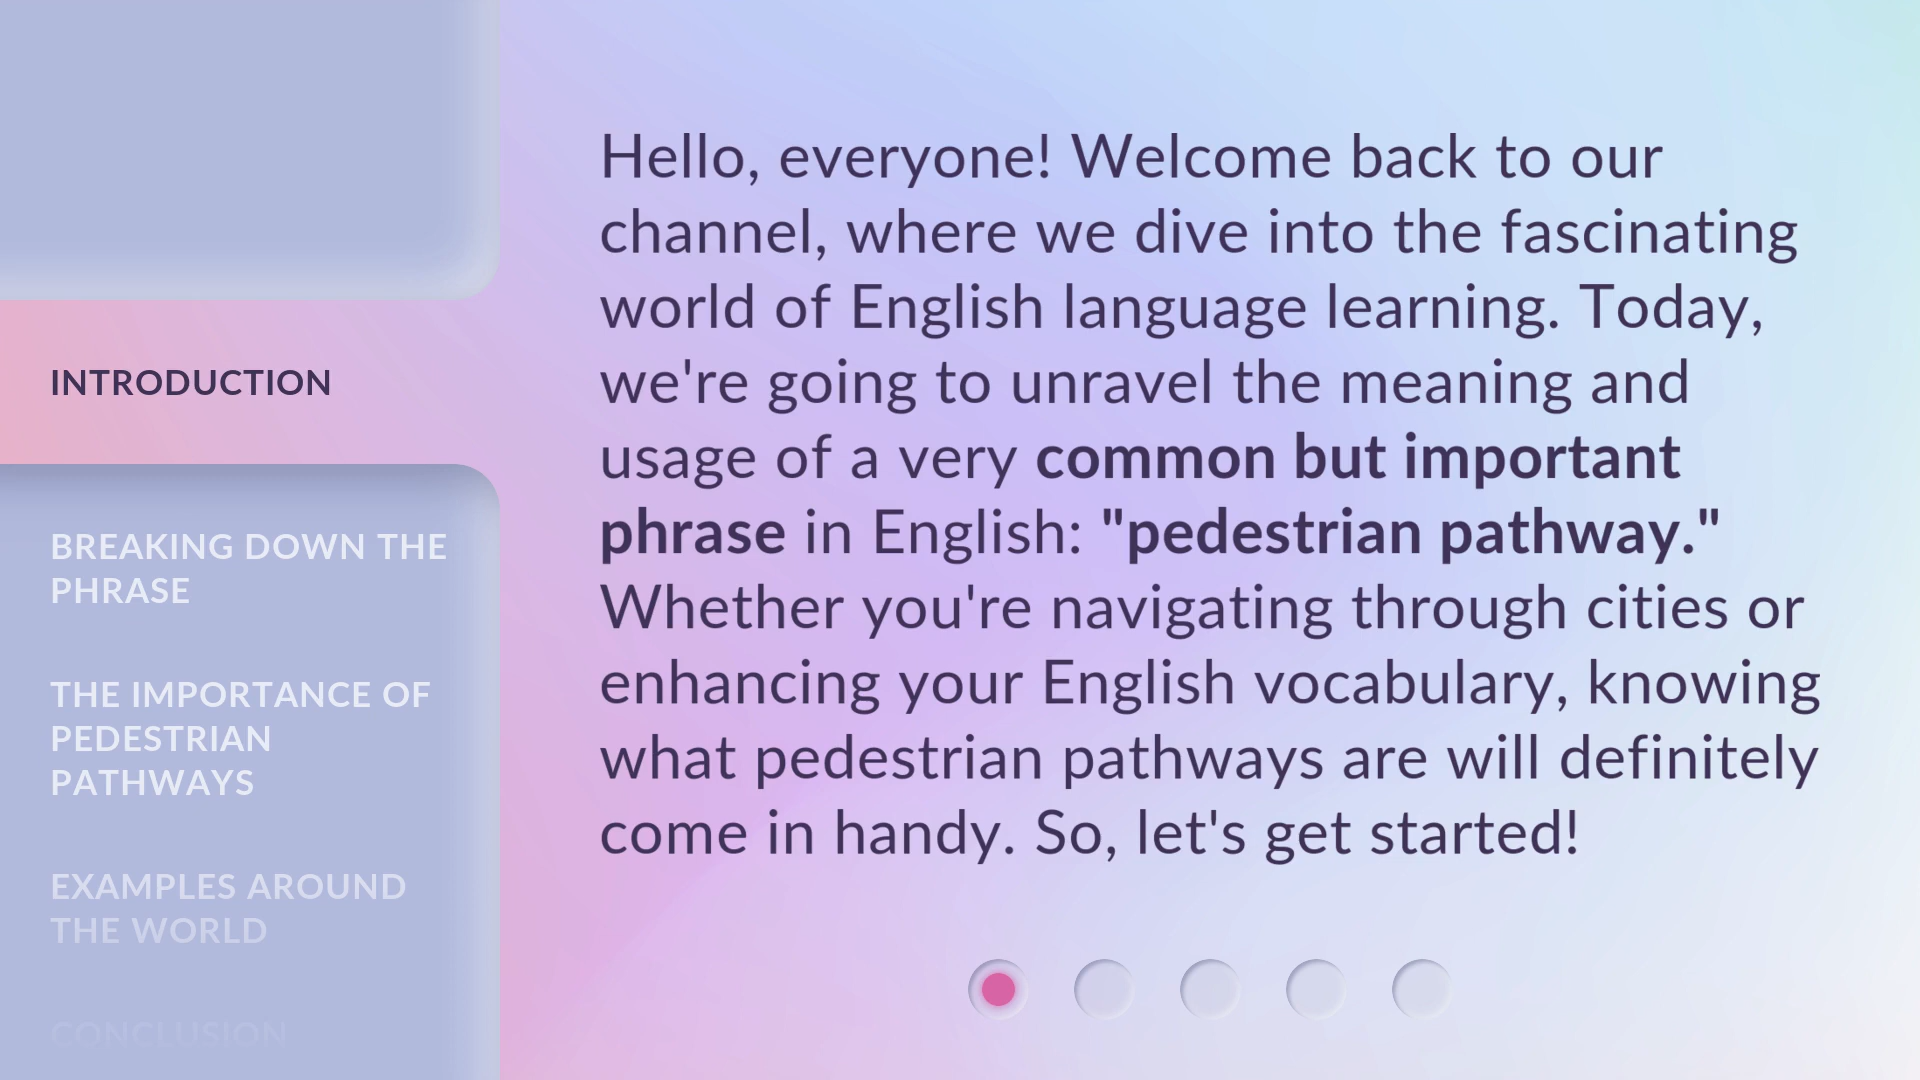 INTRODUCTION
BREAKING DOWN THE
PHRASE
THE IMPORTANCE OF
PEDESTRIAN
PATHWAYS
EXAMPLES AROUND
THE WORLD
CONCLUSION
Hello, everyone! Welcome back to our
channel, where we dive into the fascinating
world of English language learning. Today,
we're going to unravel the meaning and
usage of a very common but important
phrase in English: "pedestrian pathway."
Whether you're navigating through cities or
enhancing your English vocabulary, knowing
what pedestrian pathways are will definitely
come in handy. So, let's get started!